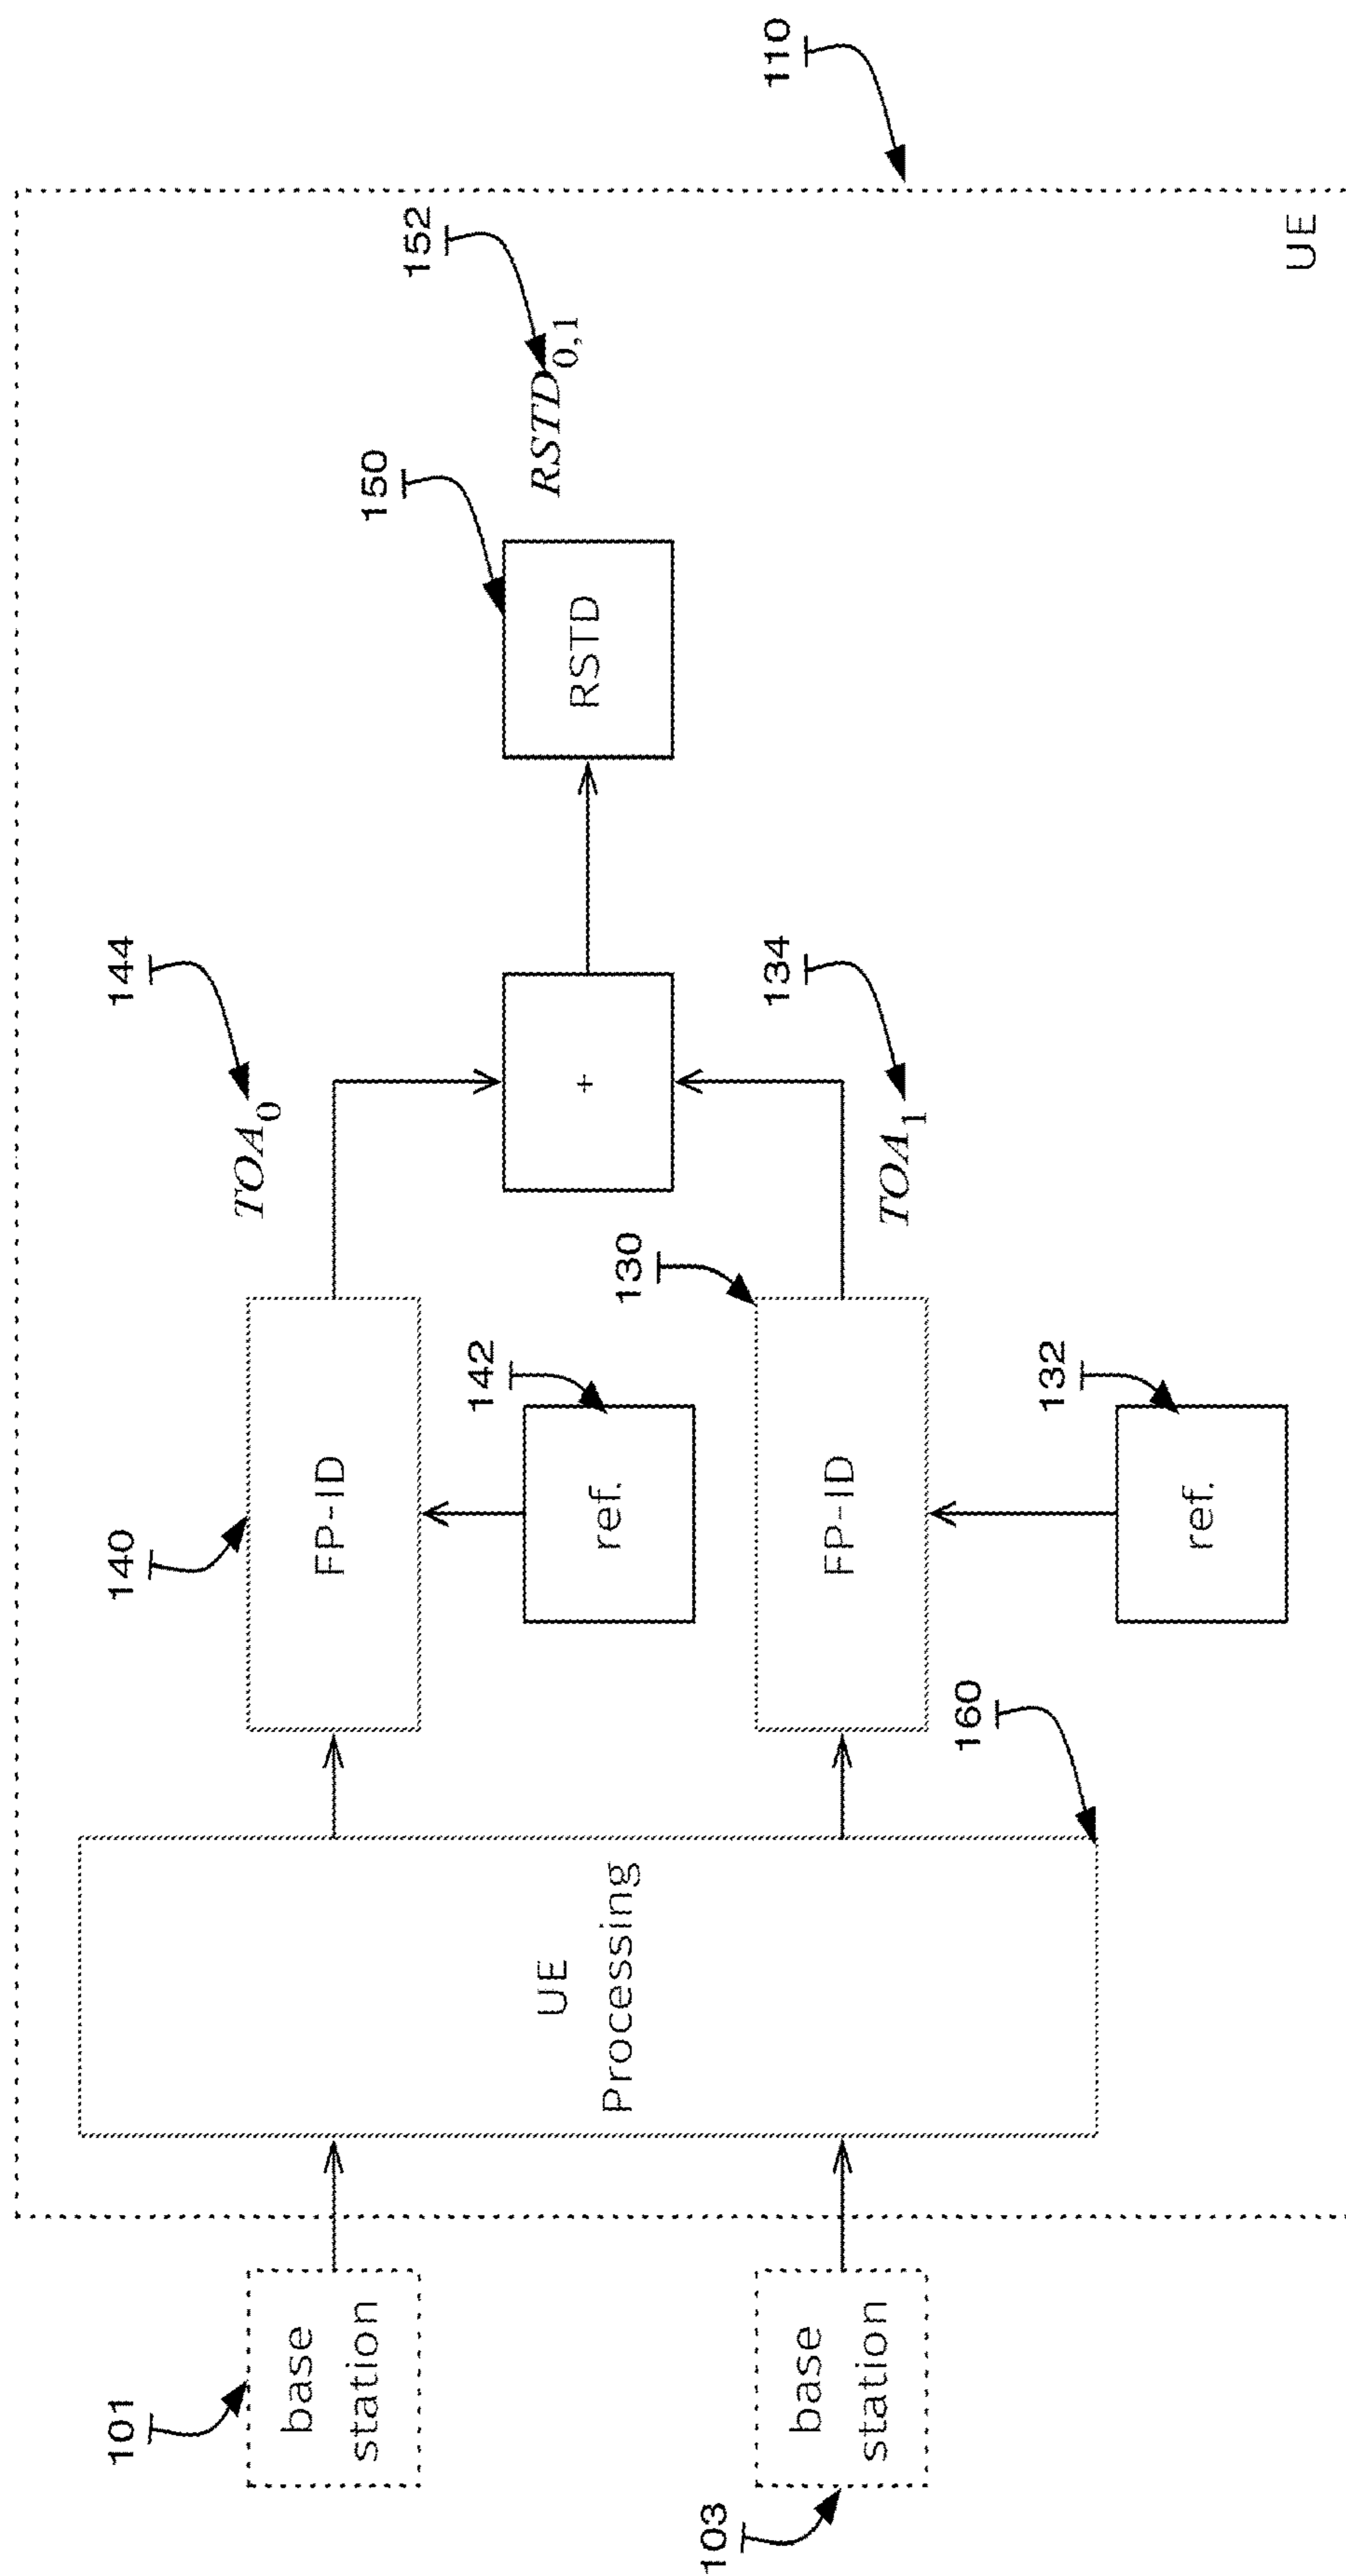 101
base
station
103
base
station
UE
Processing
160
140
FP-ID
142
ref.
130
FP-ID
132
ref.
TOA0
144
TOA1
134
+
150
RSTD
RSTD0,1
152
UE
110